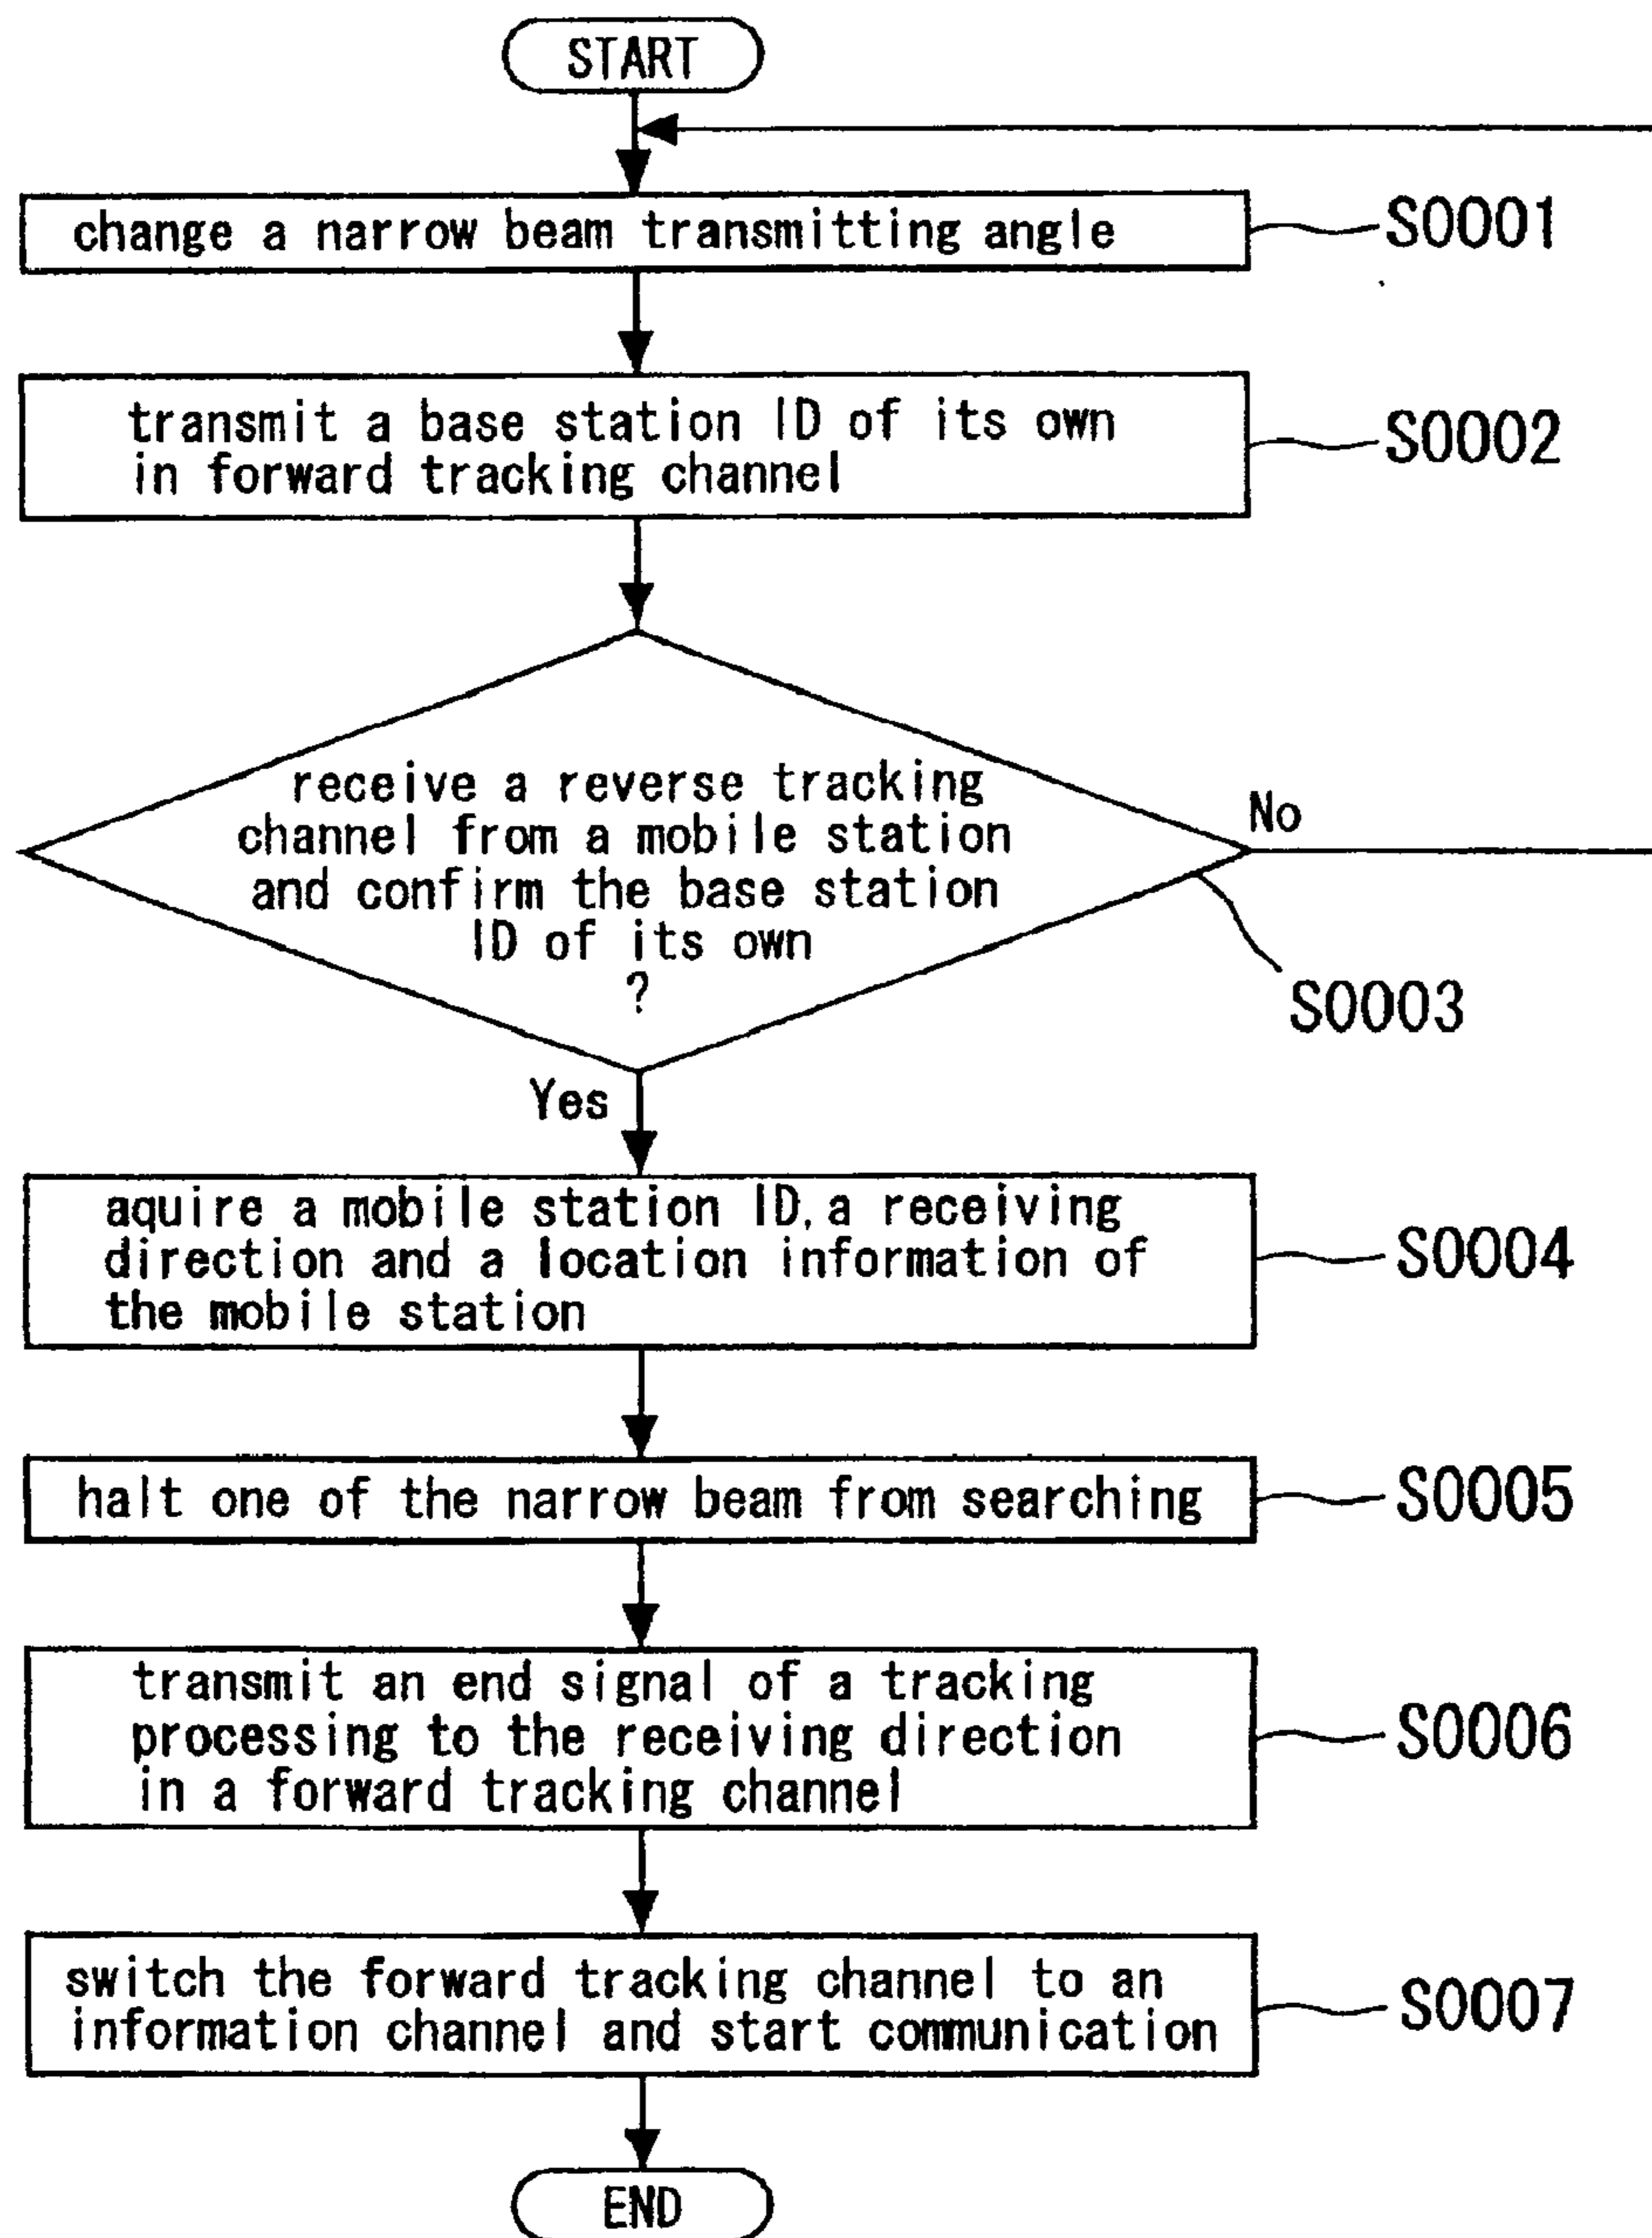 START
change a narrow beam transmitting angle
S0001
transmit a base station ID of its own
in forward tracking channel
S0002
receive a reverse tracking
channel from a mobile station
and confirm the base station
ID of its own
?
No
S0003
Yes
aquire a mobile station ID, a receiving
direction and a location information of
the mobile station
S0004
halt one of the narrow beam from searching
S0005
transmit an end signal of a tracking
processing to the receiving direction
in a forward tracking channel
S0006
switch the forward tracking channel to an
information channel and start communication
S0007
END